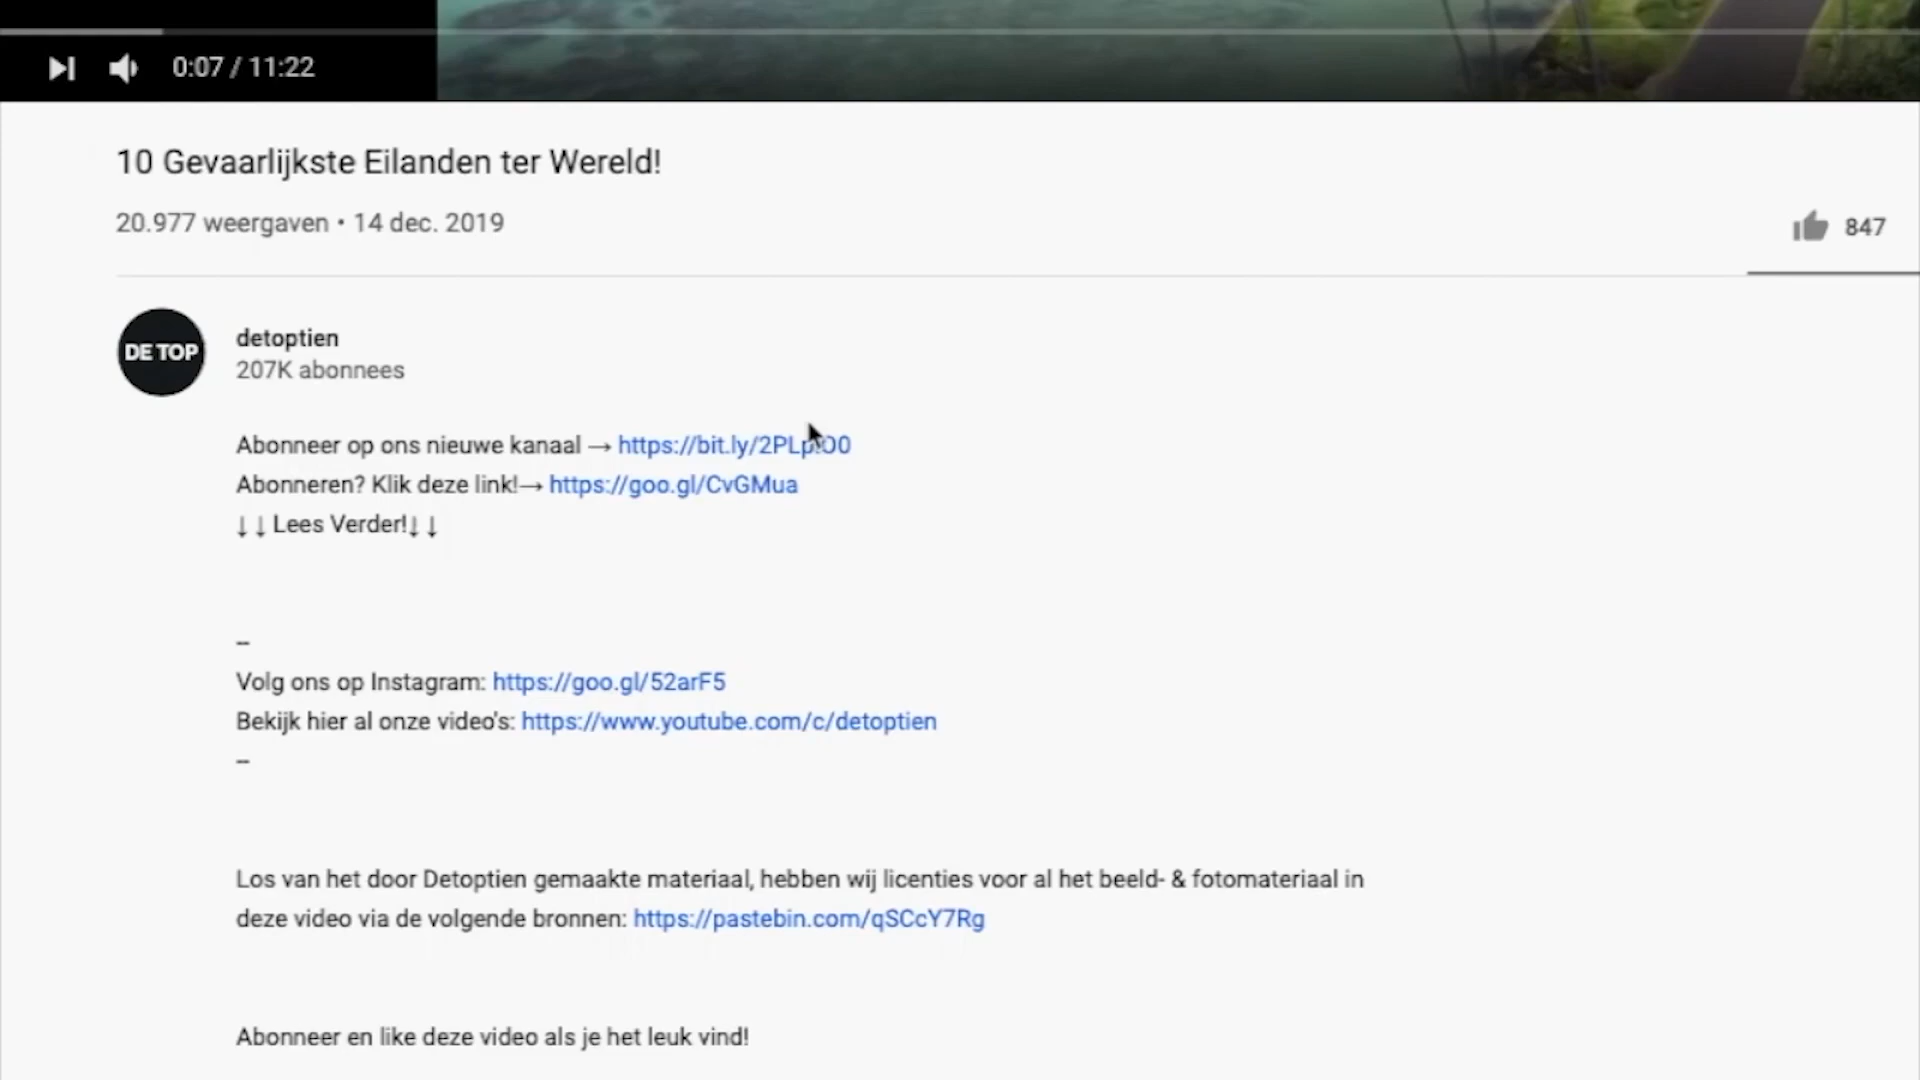 0:07 / 11:22
10 Gevaarlijkste Eilanden ter Wereld!
20.977 weergaven • 14 dec. 2019
847
DE TOP
detoptien
207K abonnees
Abonneer op ons nieuwe kanaal →
Abonneren? Klik deze link!→ https://goo.gl/CvGMua
↓↓ Lees Verder!↓↓
--
Volg ons op Instagram: https://goo.gl/52arF5
Bekijk hier al onze video's: https://www.youtube.com/c/detoptien
--
Los van het door Detoptien gemaakte materiaal, hebben wij licenties voor al het beeld- & fotomateriaal in
deze video via de volgende bronnen: https://pastebin.com/qSCcY7Rg
Abonneer en like deze video als je het leuk vind!